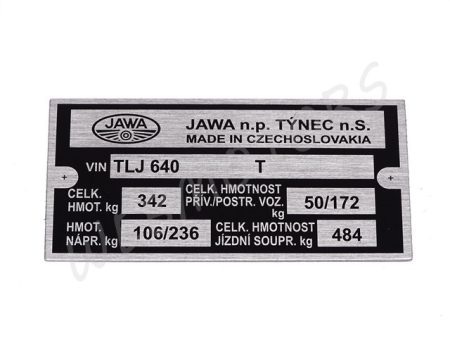 JAWA
JAWA n.p. TÝNEC n.S.
MADE IN CZECHOSLOVAKIA
VIN TLJ 640 T
CELK. HMOT. kg 342
CELK. HMOTNOST PŘÍV./POSTR. VOZ. kg 50/172
HMOT. NÁPR. kg 106/236
CELK. HMOTNOST JÍZDNÍ SOUPR. kg 484